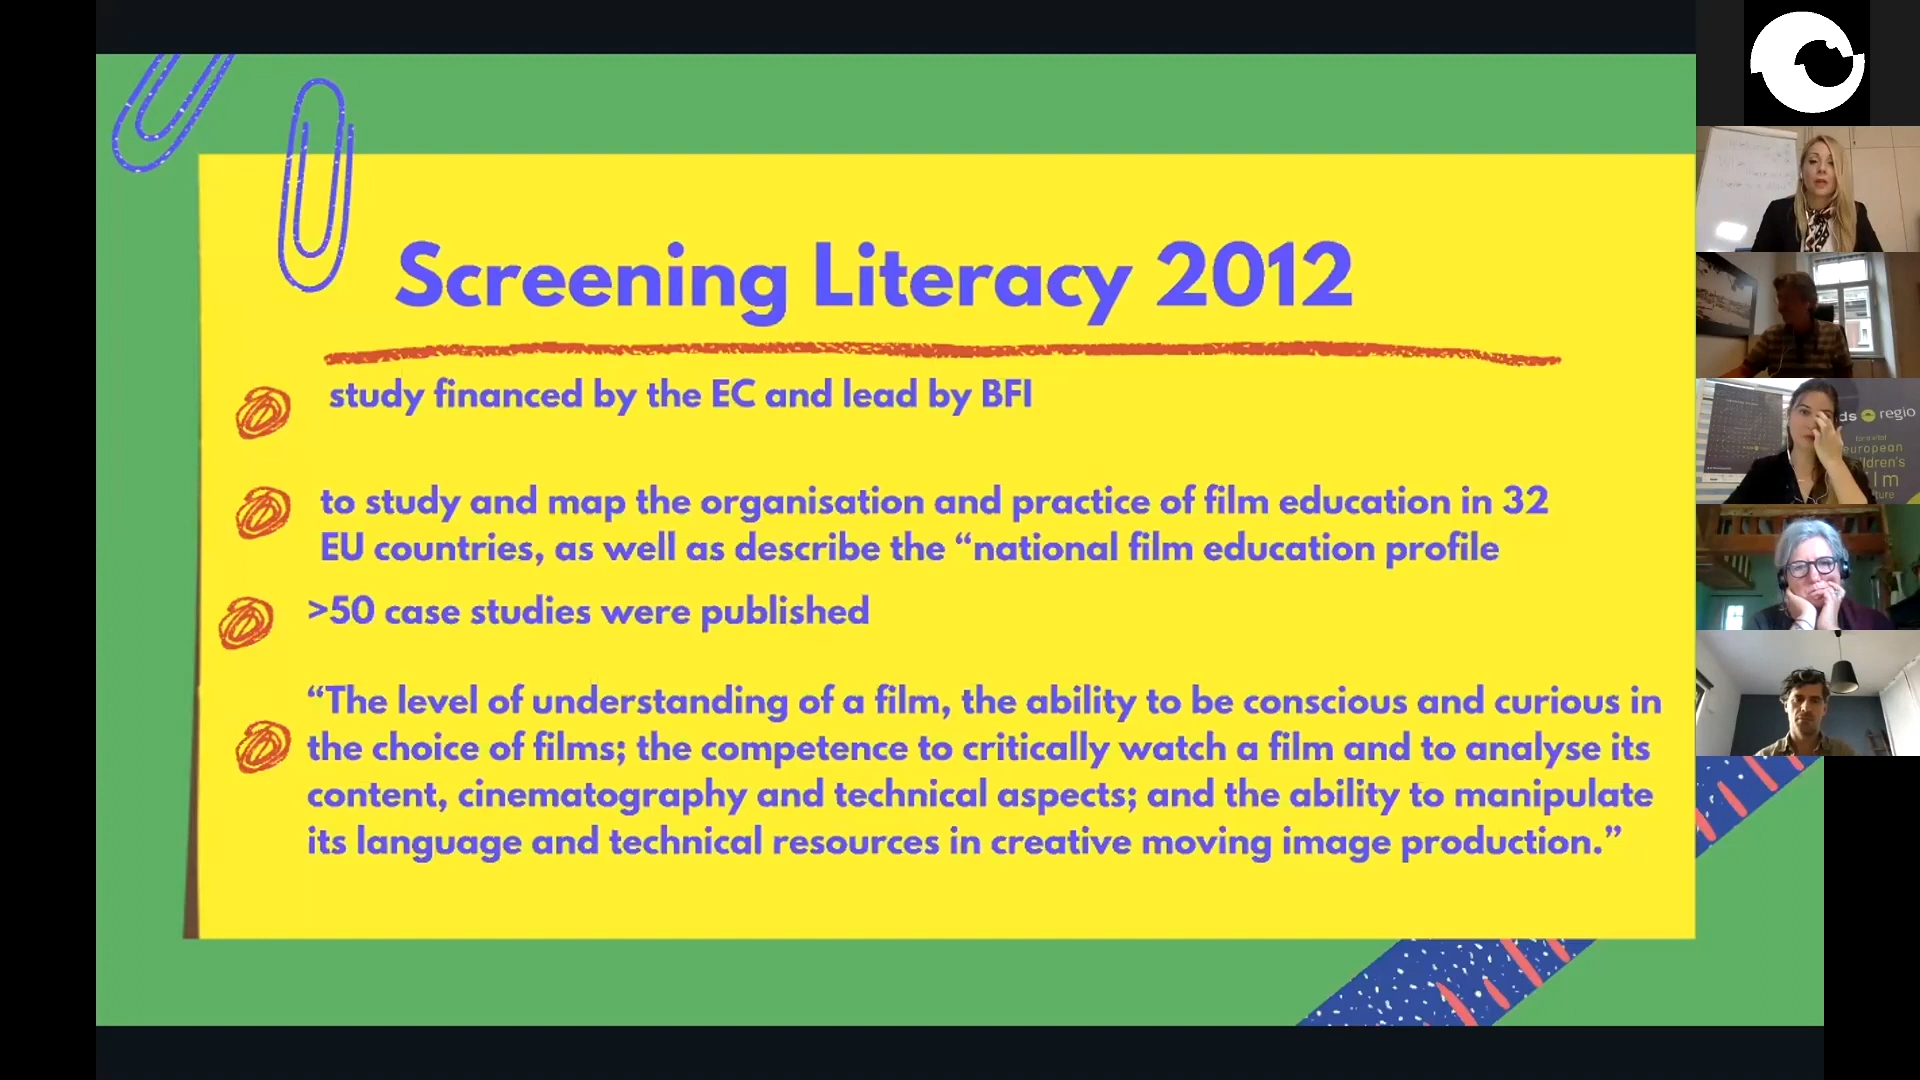 Screening Literacy 2012
study financed by the EC and lead by BFI
to study and map the organisation and practice of film education in 32
EU countries, as well as describe the “national film education profile
>50 case studies were published
“The level of understanding of a film, the ability to be conscious and curious in
the choice of films; the competence to critically watch a film and to analyse its
content, cinematography and technical aspects; and the ability to manipulate
its language and technical resources in creative moving image production.”
ds regio
european
ldren's
lm
ture